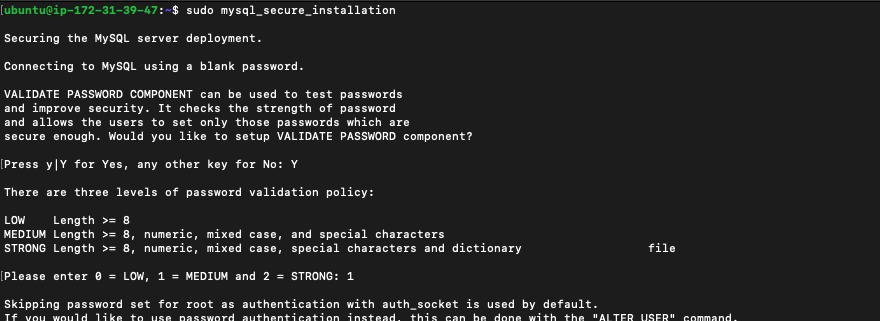 [ubuntu@ip-172-31-39-47:~$ sudo mysql_secure_installation
Securing the MySQL server deployment.
Connecting to MySQL using a blank password.
VALIDATE PASSWORD COMPONENT can be used to test passwords
and improve security. It checks the strength of password
and allows the users to set only those passwords which are
secure enough. Would you like to setup VALIDATE PASSWORD component?
[Press y|Y for Yes, any other key for No: Y
There are three levels of password validation policy:
LOW    Length >= 8
MEDIUM Length >= 8, numeric, mixed case, and special characters
STRONG Length >= 8, numeric, mixed case, special characters and dictionary                  file
[Please enter 0 = LOW, 1 = MEDIUM and 2 = STRONG: 1
Skipping password set for root as authentication with auth_socket is used by default.
If you would like to use password authentication instead, this can be done with the "ALTER_USER" command.